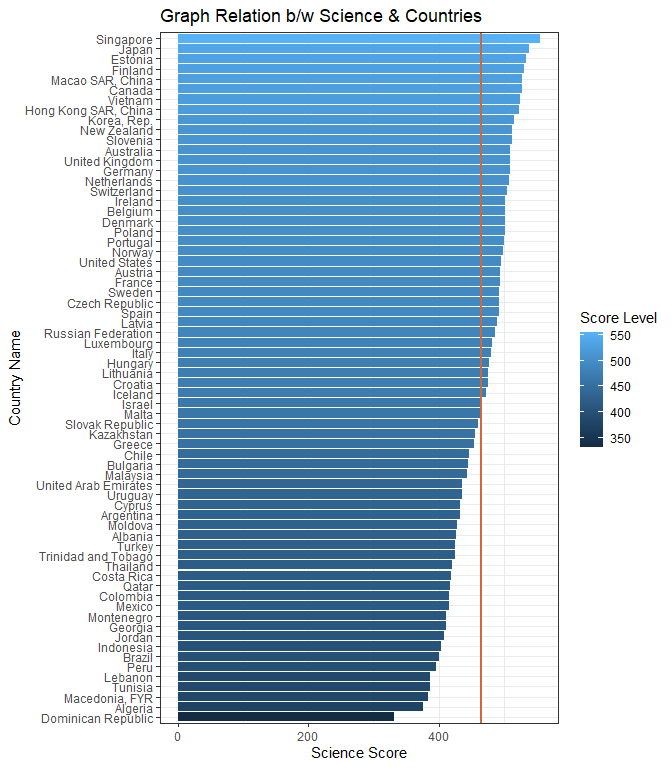 Graph Relation b/w Science & Countries
Country Name
Singapore
Japan
Estonia
Finland
Macao SAR, China
Canada
Vietnam
Hong Kong SAR, China
Korea, Rep.
New Zealand
Slovenia
Australia
United Kingdom
Germany
Netherlands
Switzerland
Ireland
Belgium
Denmark
Poland
Portugal
Norway
United States
Austria
France
Sweden
Czech Republic
Spain
Latvia
Russian Federation
Luxembourg
Italy
Hungary
Lithuania
Croatia
Iceland
Israel
Malta
Slovak Republic
Kazakhstan
Greece
Chile
Bulgaria
Malaysia
United Arab Emirates
Uruguay
Cyprus
Argentina
Moldova
Albania
Turkey
Trinidad and Tobago
Thailand
Costa Rica
Qatar
Colombia
Mexico
Montenegro
Georgia
Jordan
Indonesia
Brazil
Peru
Lebanon
Tunisia
Macedonia, FYR
Algeria
Dominican Republic
0 200 400
Science Score
Score Level
550
500
450
400
350